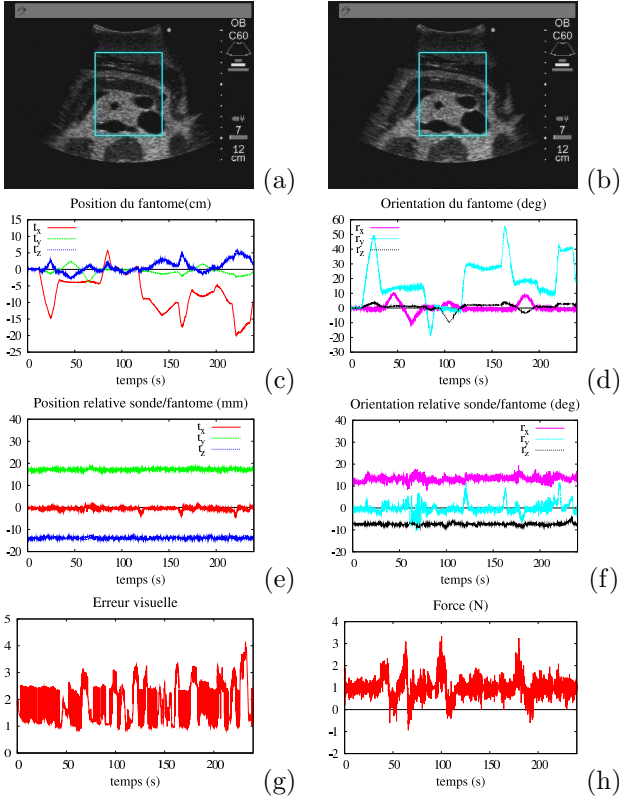 OB
C60
7
12
cm
(a)
OB
C60
7
12
cm
(b)
Position du fantome(cm)
15
10
5
0
-5
-10
-15
-20
-25
t_x
t_y
t_z
0 50 100 150 200
temps (s)
(c)
Orientation du fantome (deg)
60
50
40
30
20
10
0
-10
-20
-30
r_x
r_y
r_z
0 50 100 150 200
temps (s)
(d)
Position relative sonde/fantome (mm)
40
30
20
10
0
-10
-20
t_x
t_y
t_z
0 50 100 150 200
temps (s)
(e)
Orientation relative sonde/fantome (deg)
40
30
20
10
0
-10
-20
r_x
r_y
r_z
0 50 100 150 200
temps (s)
(f)
Erreur visuelle
5
4
3
2
1
0
0 50 100 150 200
temps (s)
(g)
Force (N)
4
3
2
1
0
-1
-2
0 50 100 150 200
temps (s)
(h)